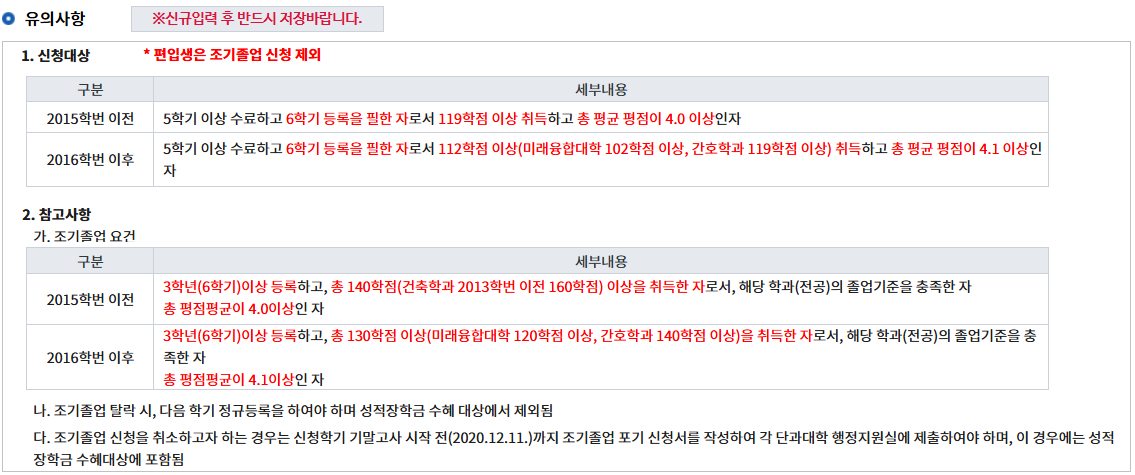 유의사항
※신규입력 후 반드시 저장바랍니다.
1. 신청대상 * 편입생은 조기졸업 신청 제외
구분 세부내용
2015학번 이전 5학기 이상 수료하고 6학기 등록을 필한 자로서 119학점 이상 취득하고 총 평균 평점이 4.0 이상인자
2016학번 이후 5학기 이상 수료하고 6학기 등록을 필한 자로서 112학점 이상(미래융합대학 102학점 이상, 간호학과 119학점 이상) 취득하고 총 평균 평점이 4.1 이상인
자
2. 참고사항
가. 조기졸업 요건
구분 세부내용
2015학번 이전 3학년(6학기)이상 등록하고, 총 140학점(건축학과 2013학번 이전 160학점) 이상을 취득한 자로서, 해당 학과(전공)의 졸업기준을 충족한 자
총 평점평균이 4.0이상인 자
2016학번 이후 3학년(6학기)이상 등록하고, 총 130학점 이상(미래융합대학 120학점 이상, 간호학과 140학점 이상)을 취득한 자로서, 해당 학과(전공)의 졸업기준을 충
족한 자
총 평점평균이 4.1이상인 자
나. 조기졸업 탈락 시, 다음 학기 정규등록을 하여야 하며 성적장학금 수혜 대상에서 제외됨
다. 조기졸업 신청을 취소하고자 하는 경우는 신청학기 기말고사 시작 전(2020.12.11.)까지 조기졸업 포기 신청서를 작성하여 각 단과대학 행정지원실에 제출하여야 하며, 이 경우에는 성적
장학금 수혜대상에 포함됨